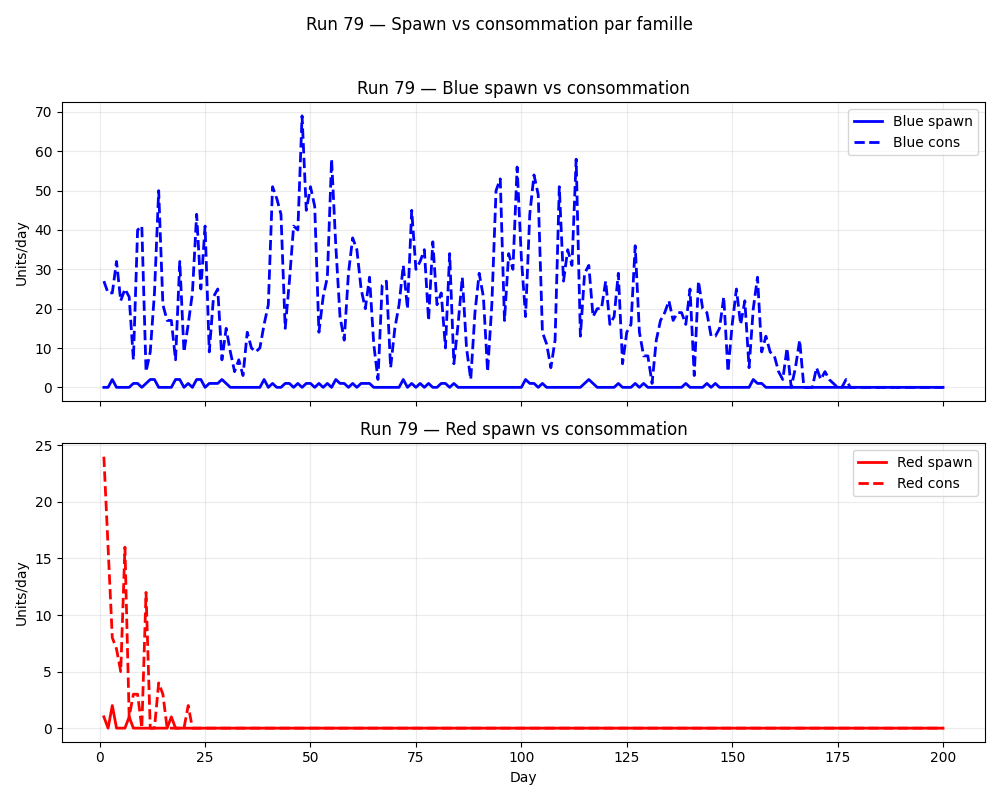 Run 79 — Spawn vs consommation par famille
Run 79 — Blue spawn vs consommation
70
60
50
40
30
20
10
0
Units/day
Blue spawn
Blue cons
Run 79 — Red spawn vs consommation
25
20
15
10
5
0
Units/day
Red spawn
Red cons
0 25 50 75 100 125 150 175 200
Day